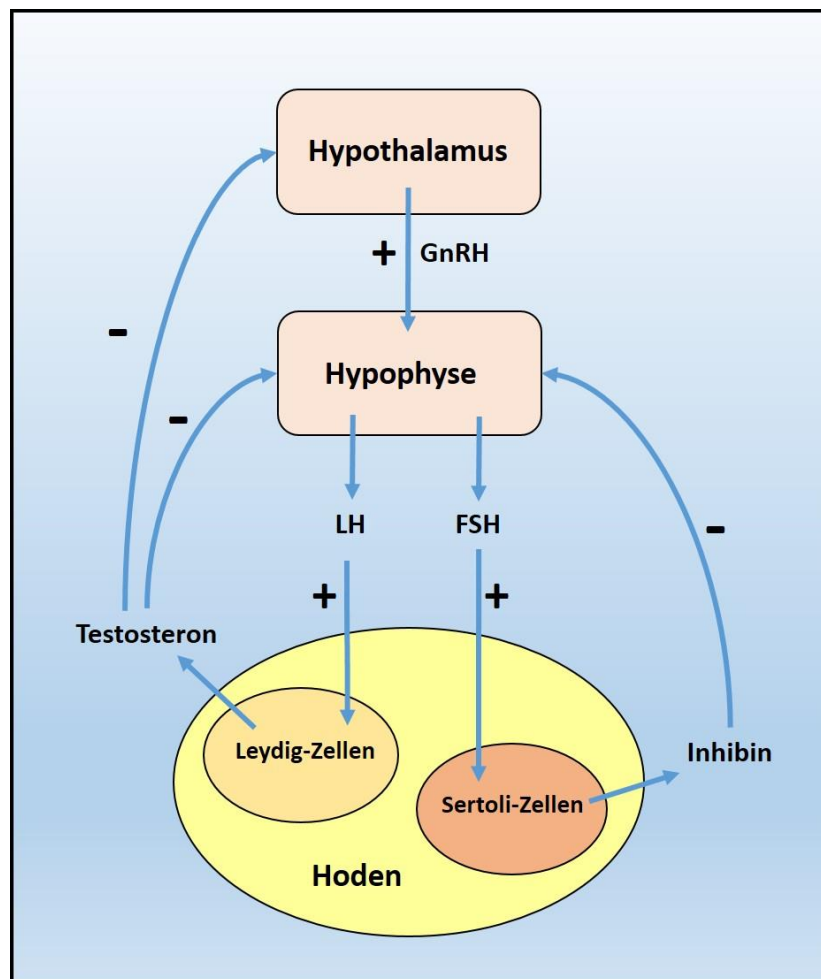 Hypothalamus
+ GnRH
-
Hypophyse
-
LH FSH
-
+ +
Testosteron
Leydig-Zellen
Inhibin
Sertoli-Zellen
Hoden